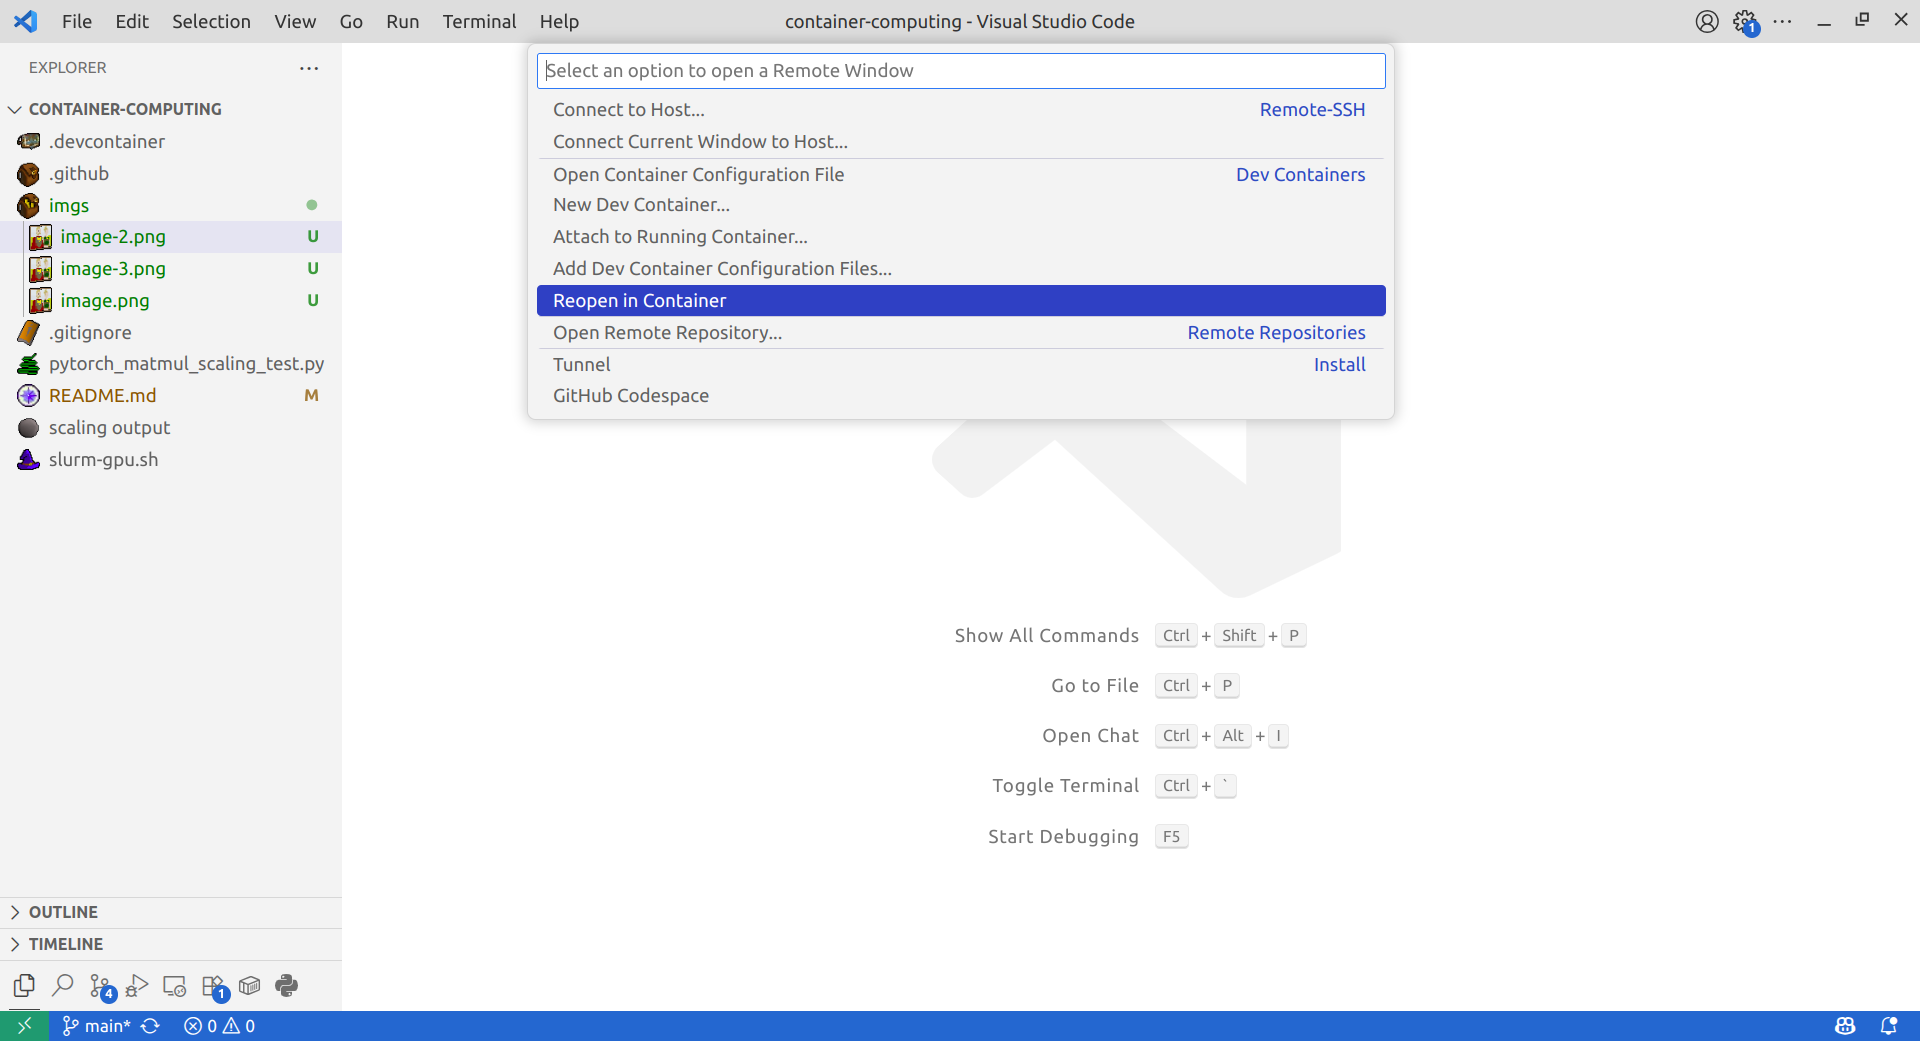 File Edit Selection View Go Run Terminal Help container-computing - Visual Studio Code 1
EXPLORER
CONTAINER-COMPUTING
.devcontainer
.github
imgs
image-2.png U
image-3.png U
image.png U
.gitignore
pytorch_matmul_scaling_test.py
README.md M
scaling output
slurm-gpu.sh
OUTLINE
TIMELINE
4 1
Select an option to open a Remote Window
Connect to Host... Remote-SSH
Connect Current Window to Host...
Open Container Configuration File Dev Containers
New Dev Container...
Attach to Running Container...
Add Dev Container Configuration Files...
Reopen in Container
Open Remote Repository... Remote Repositories
Tunnel Install
GitHub Codespace
Show All Commands Ctrl + Shift + P
Go to File Ctrl + P
Open Chat Ctrl + Alt + I
Toggle Terminal Ctrl + `
Start Debugging F5
main* 0 0